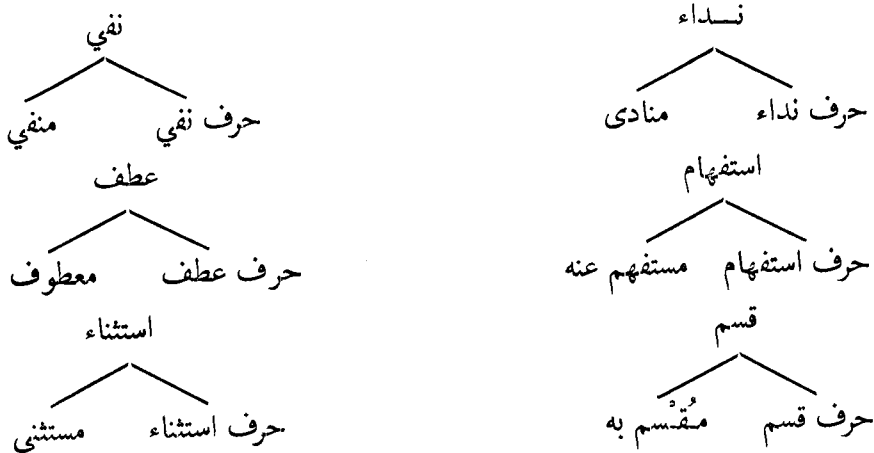 نــداء
نفي
حرف نداء منادى
حرف نفي منفي
استفهام
عطف
حرف استفهام مستفهم عنه
حرف عطف معطوف
قسم
استثناء
حرف قسم مُقْسم به
حرف استثناء مستثنى